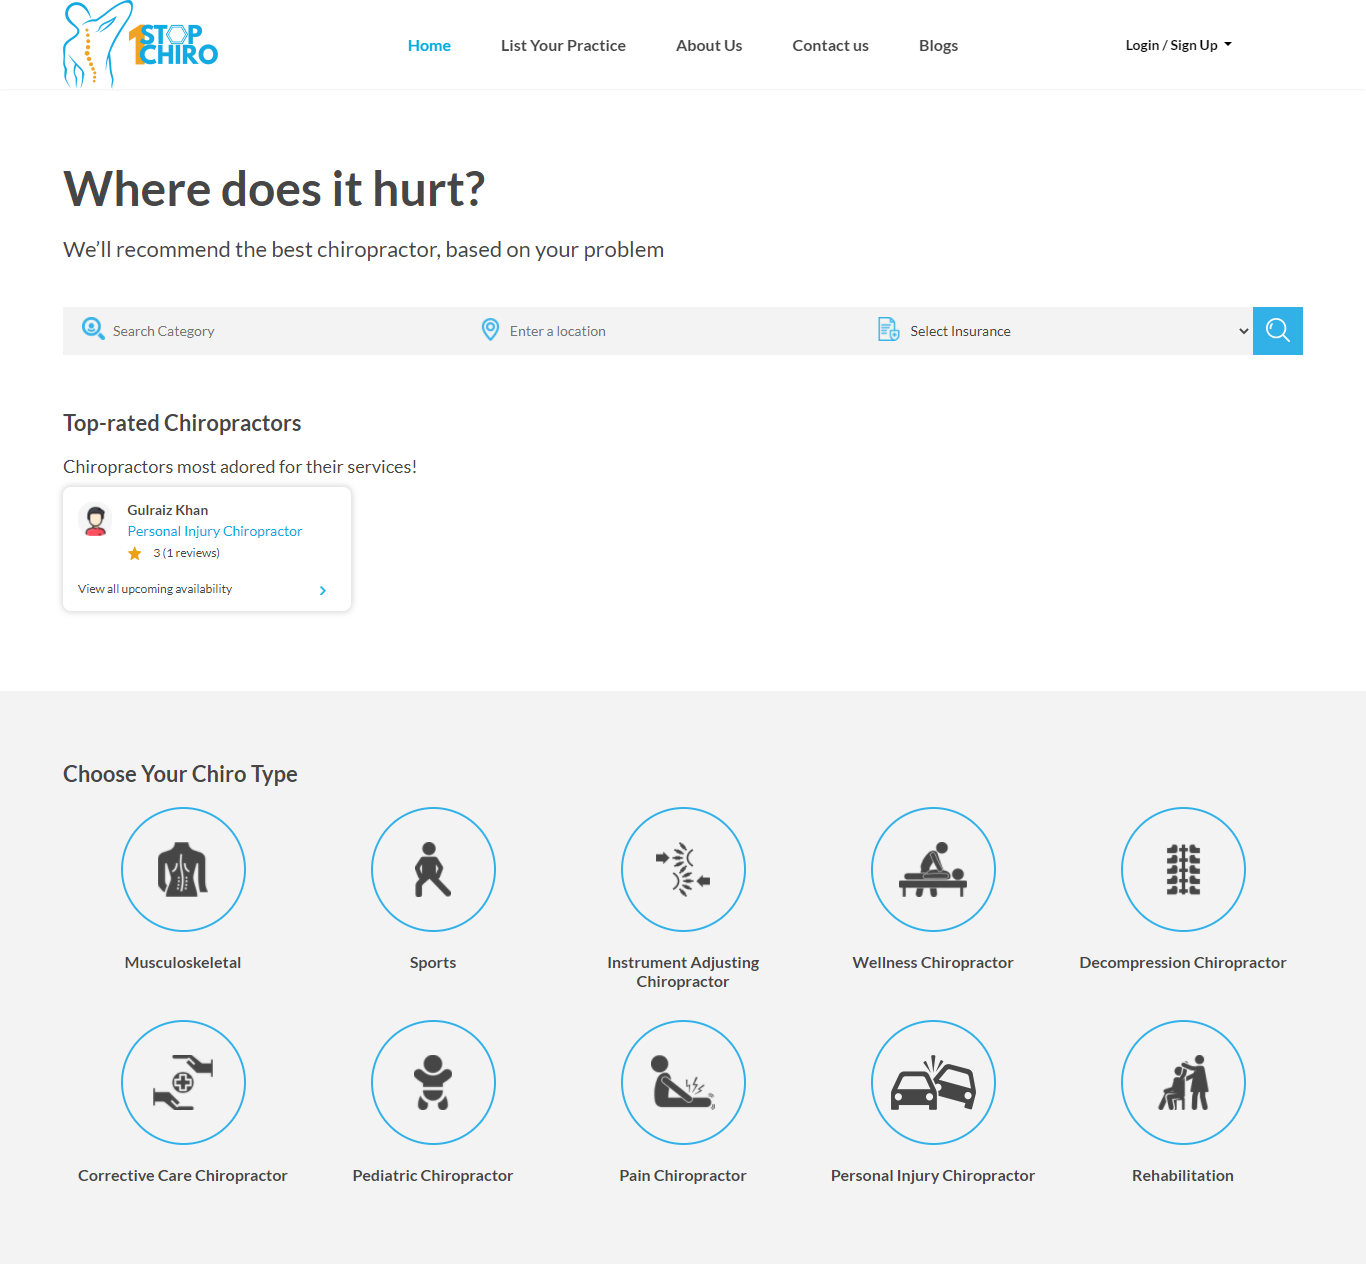 1 STOP
CHIRO
Home
List Your Practice
About Us
Contact us
Blogs
Login / Sign Up
Where does it hurt?
We’ll recommend the best chiropractor, based on your problem
Search Category
Enter a location
Select Insurance
Top-rated Chiropractors
Chiropractors most adored for their services!
Gulraiz Khan
Personal Injury Chiropractor
3 (1 reviews)
View all upcoming availability
Choose Your Chiro Type
Musculoskeletal
Sports
Instrument Adjusting
Chiropractor
Wellness Chiropractor
Decompression Chiropractor
Corrective Care Chiropractor
Pediatric Chiropractor
Pain Chiropractor
Personal Injury Chiropractor
Rehabilitation